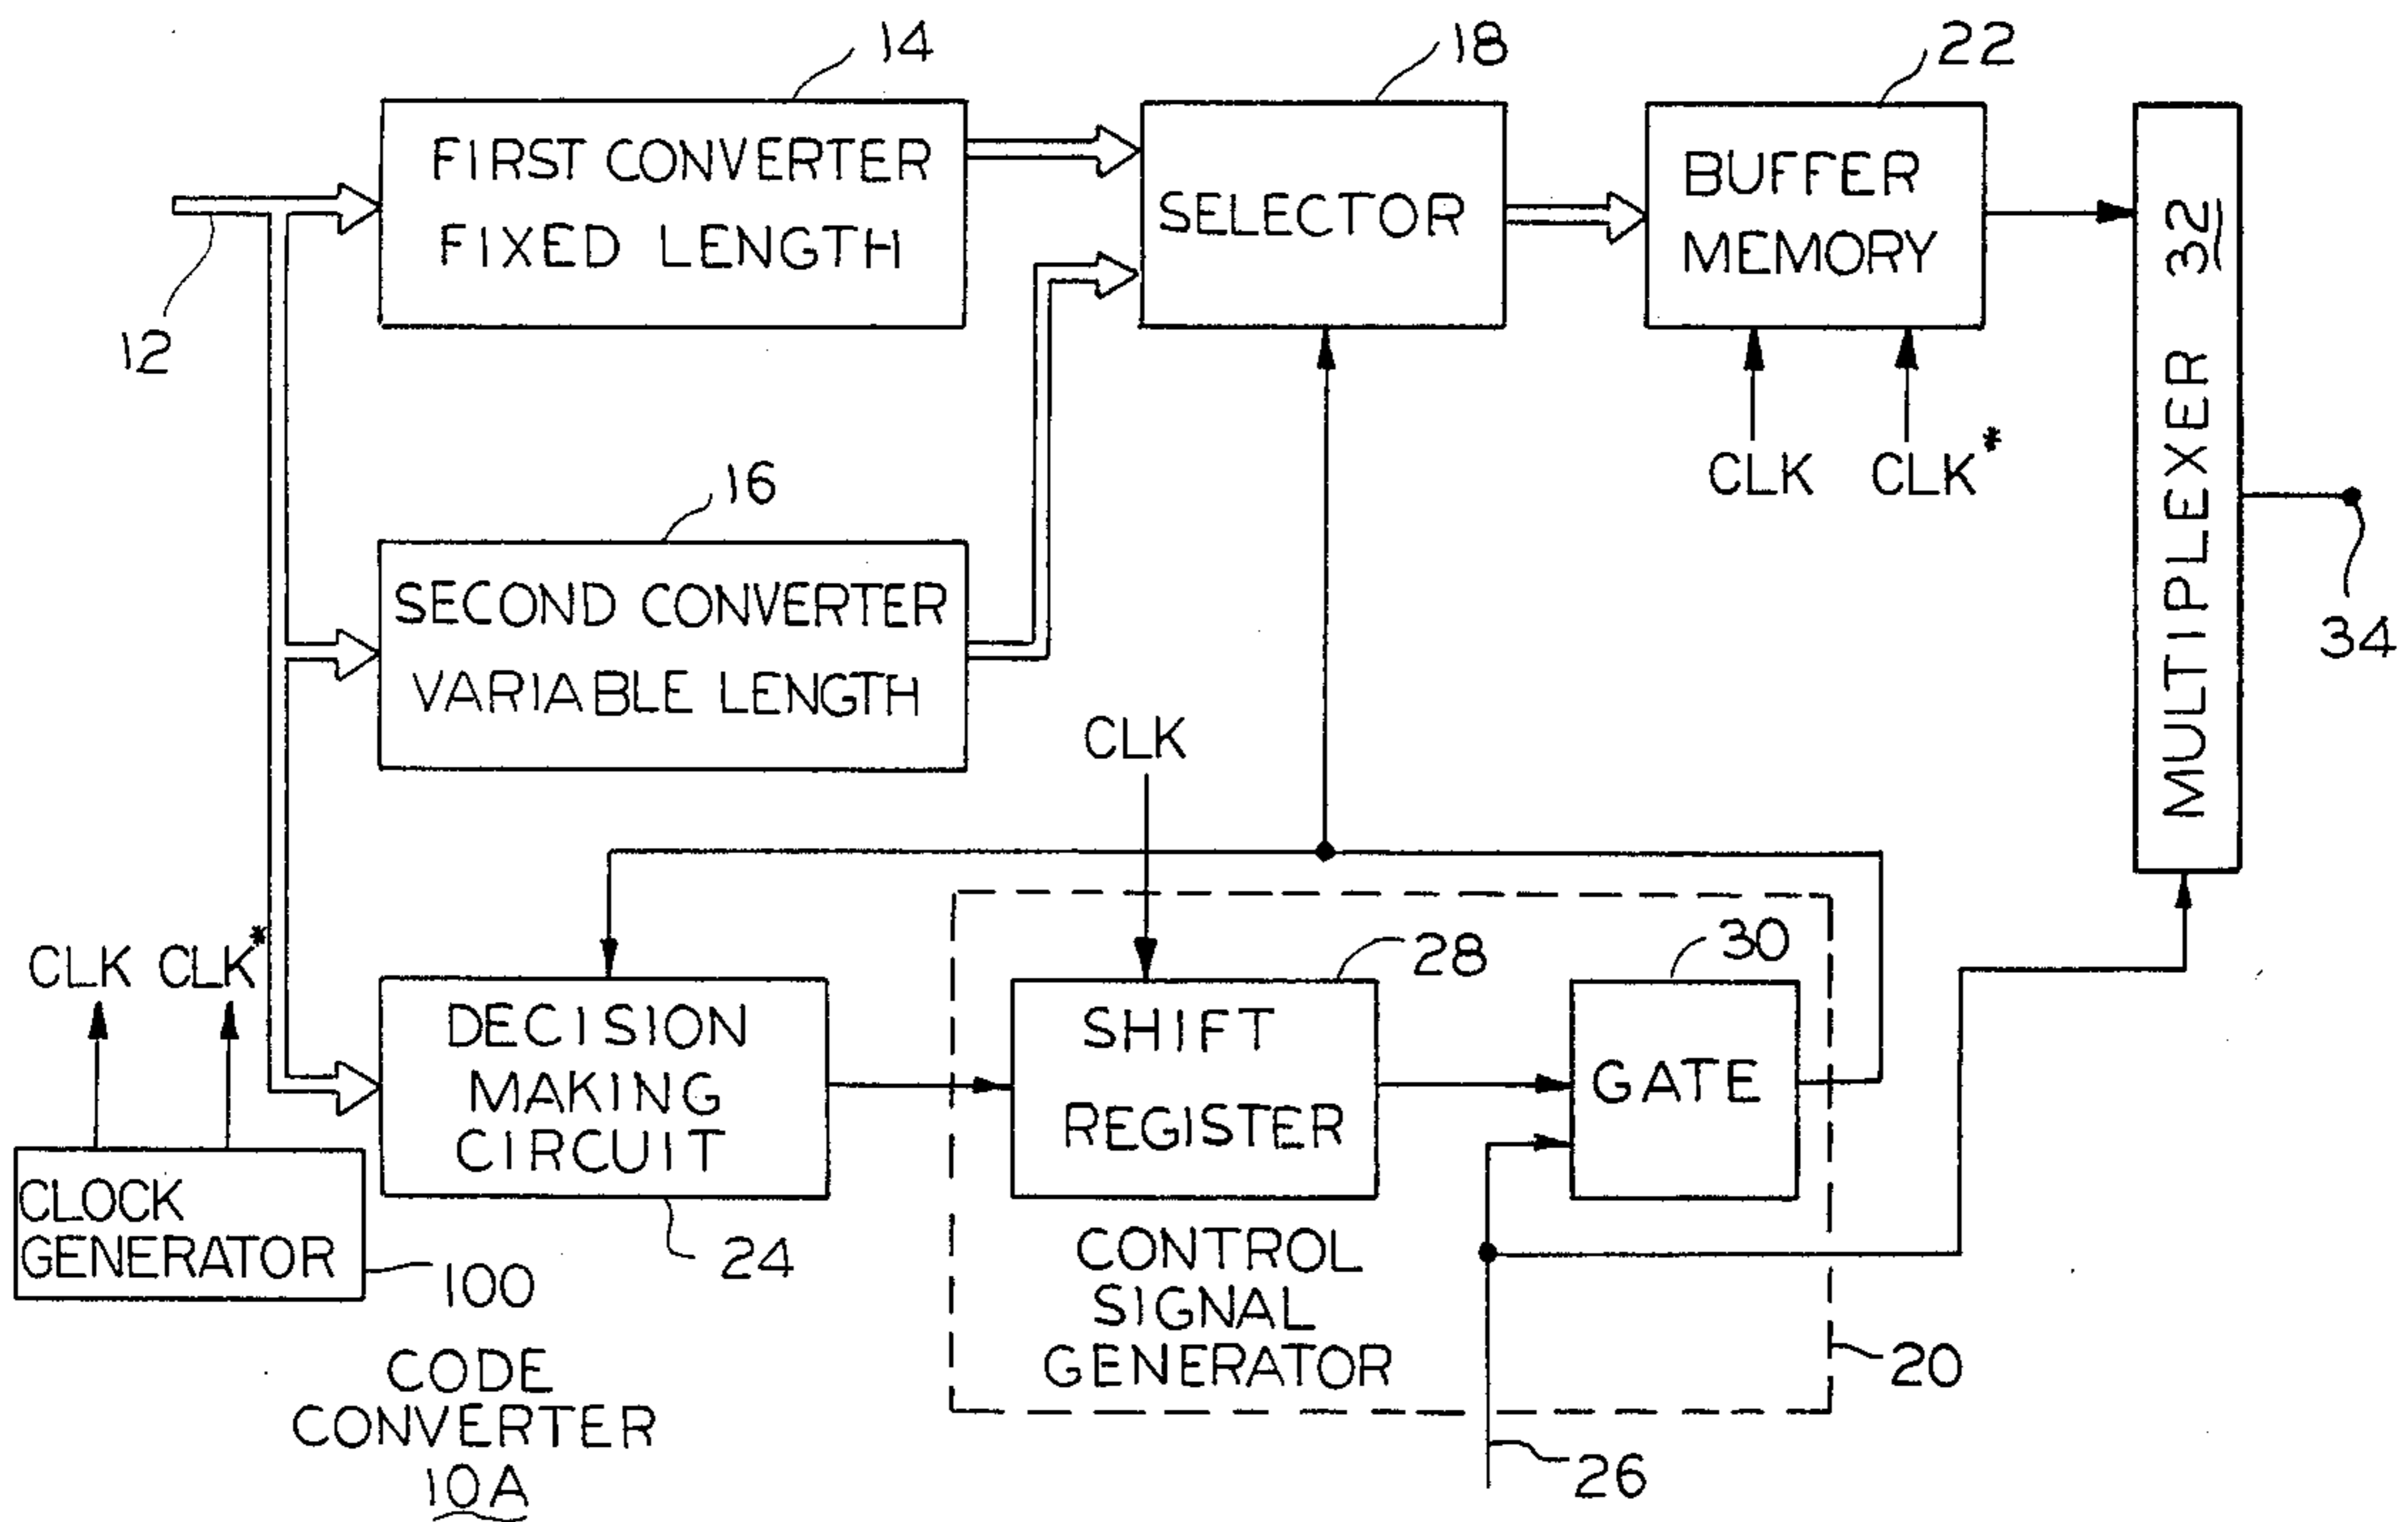 14
18
22
FIRST CONVERTER
FIXED LENGTH
SELECTOR
BUFFER
MEMORY
MULTIPLEXER 32
12
CLK
CLK*
16
SECOND CONVERTER
VARIABLE LENGTH
34
CLK
CLK
CLK*
DECISION
MAKING
CIRCUIT
24
28
SHIFT
REGISTER
30
GATE
CLOCK
GENERATOR
100
CONTROL
SIGNAL
GENERATOR
20
26
CODE
CONVERTER
10A